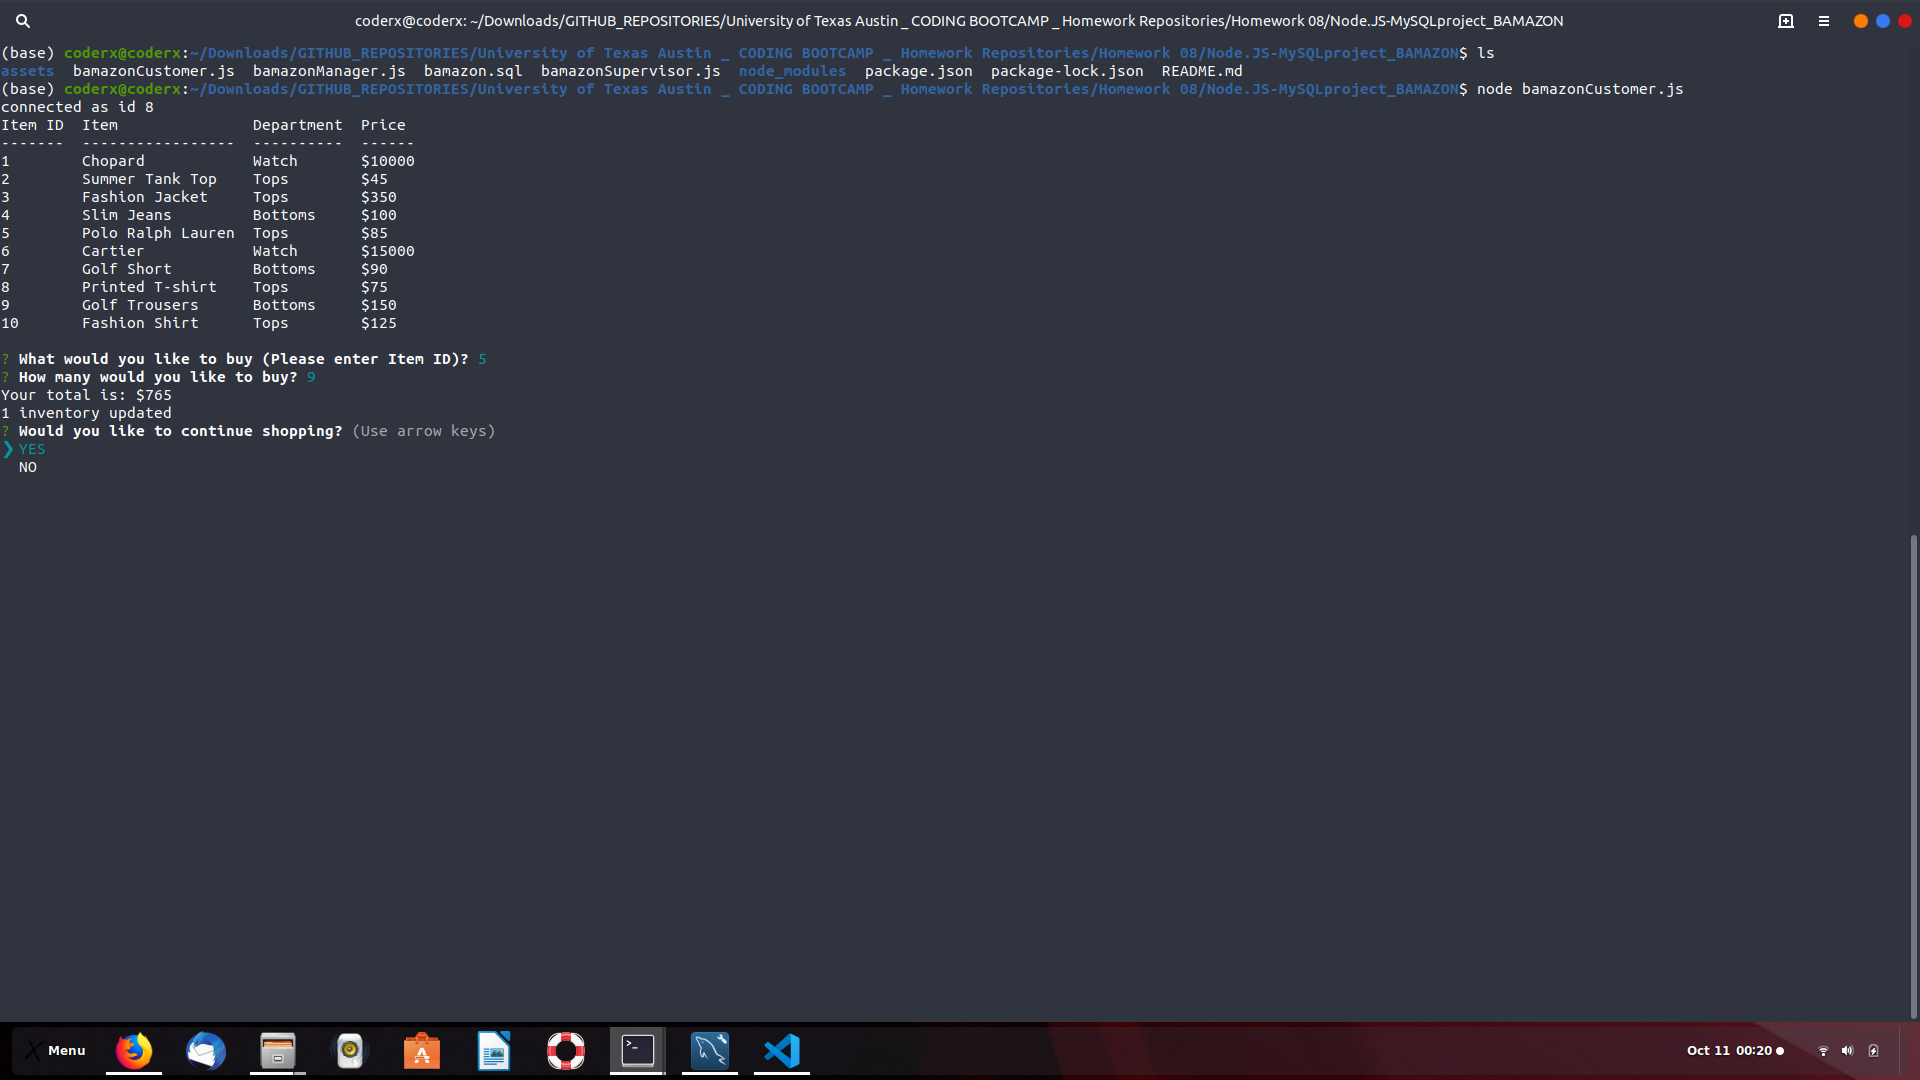 coderx@coderx: ~/Downloads/GITHUB_REPOSITORIES/University of Texas Austin _ CODING BOOTCAMP _ Homework Repositories/Homework 08/Node.JS-MySQLproject_BAMAZON
(base) coderx@coderx:~/Downloads/GITHUB_REPOSITORIES/University of Texas Austin _ CODING BOOTCAMP _ Homework Repositories/Homework 08/Node.JS-MySQLproject_BAMAZON$ ls
assets  bamazonCustomer.js  bamazonManager.js  bamazon.sql  bamazonSupervisor.js  node_modules  package.json  package-lock.json  README.md
(base) coderx@coderx:~/Downloads/GITHUB_REPOSITORIES/University of Texas Austin _ CODING BOOTCAMP _ Homework Repositories/Homework 08/Node.JS-MySQLproject_BAMAZON$ node bamazonCustomer.js
connected as id 8
Item ID  Item               Department  Price
-------  -----------------  ----------  ------
1        Chopard            Watch       $10000
2        Summer Tank Top    Tops        $45
3        Fashion Jacket     Tops        $350
4        Slim Jeans         Bottoms     $100
5        Polo Ralph Lauren  Tops        $85
6        Cartier            Watch       $15000
7        Golf Short         Bottoms     $90
8        Printed T-shirt    Tops        $75
9        Golf Trousers      Bottoms     $150
10       Fashion Shirt      Tops        $125
? What would you like to buy (Please enter Item ID)? 5
? How many would you like to buy? 9
Your total is: $765
1 inventory updated
? Would you like to continue shopping? (Use arrow keys)
❯ YES
  NO
Menu
Oct 11 00:20